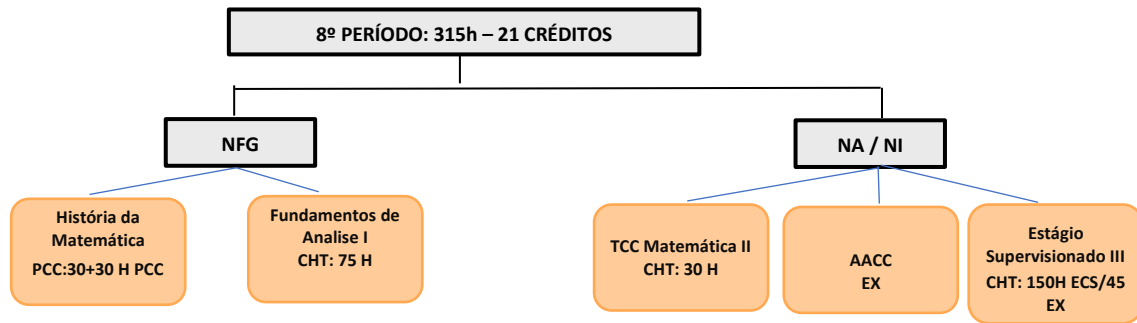 8º PERÍODO: 315h – 21 CRÉDITOS
NFG
NA / NI
História da
Matemática
PCC:30+30 H PCC
Fundamentos de
Analise I
CHT: 75 H
TCC Matemática II
CHT: 30 H
AACC
EX
Estágio
Supervisionado III
CHT: 150H ECS/45
EX